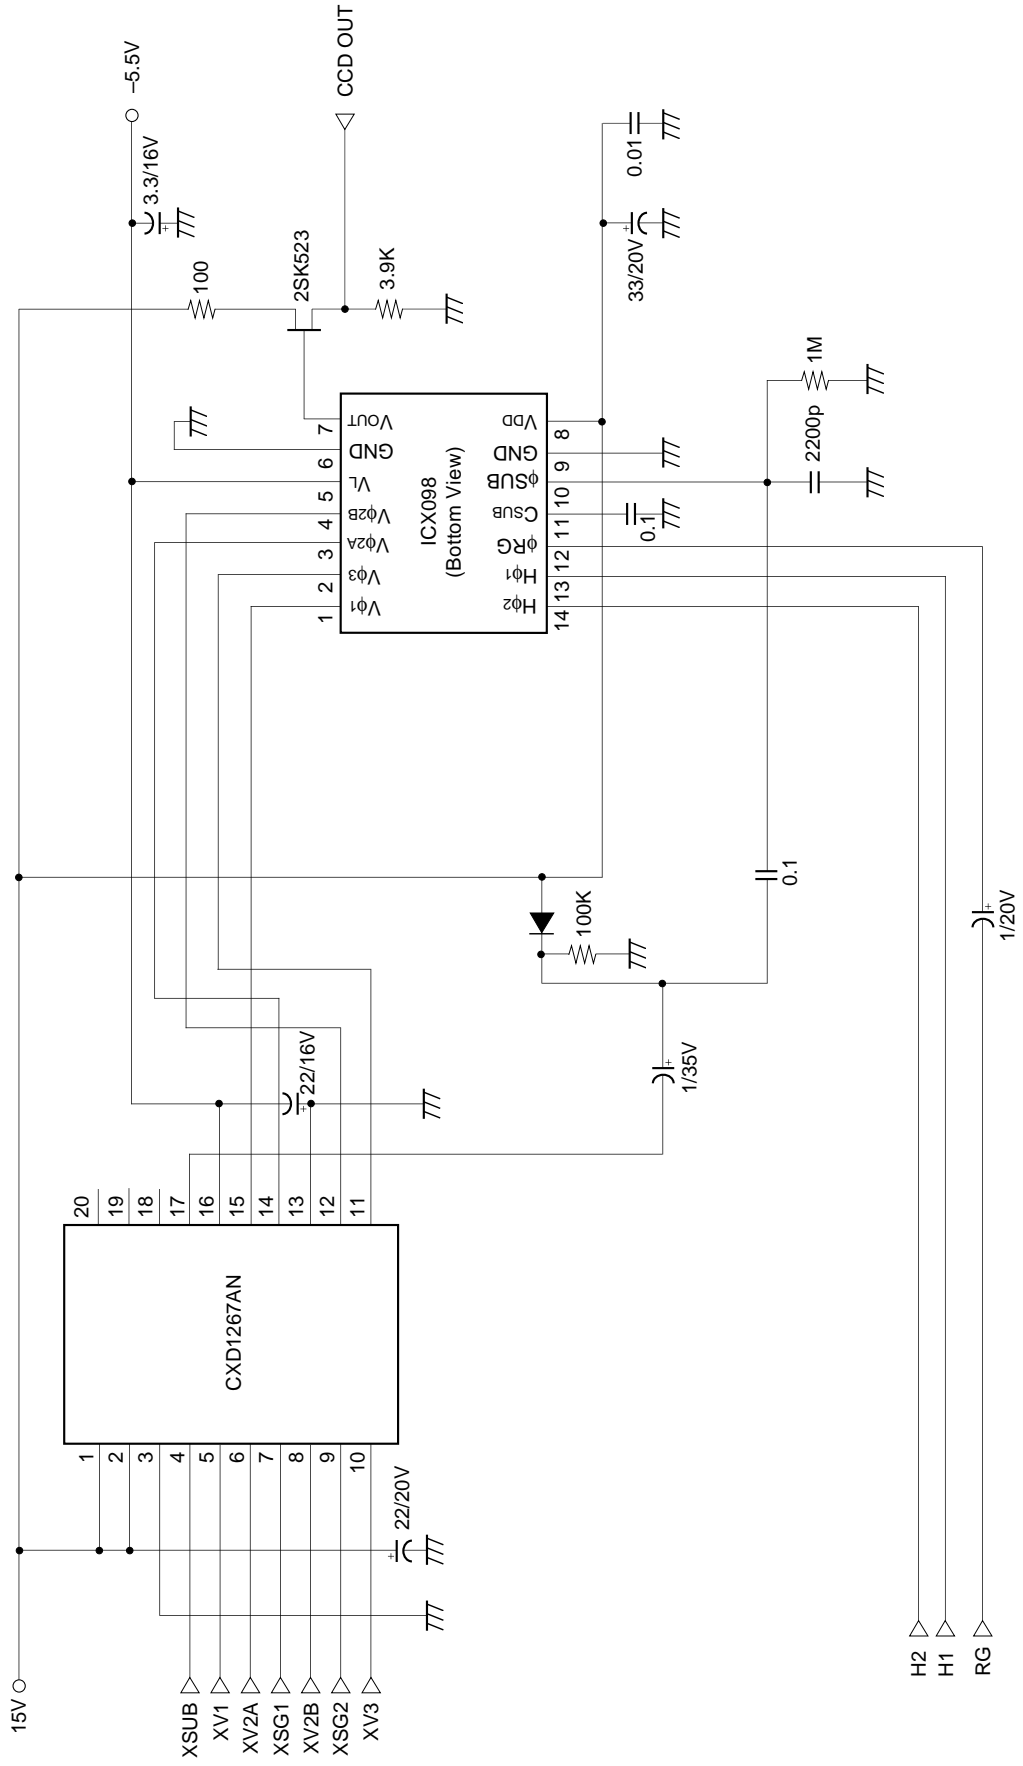 15V
–5.5V
CCD OUT
3.3/16V
100
2SK523
3.9K
0.01
33/20V
1M
2200p
0.1
ICX098
(Bottom View)
1 Vϕ1
2 Vϕ3
3 Vϕ2A
4 Vϕ2B
5 VL
6 GND
7 VOUT
8 VDD
9 GND
10 ϕSUB
11 CSUB
12 ϕRG
13 Hϕ1
14 Hϕ2
100K
0.1
1/20V
1/35V
22/16V
20
19
18
17
16
15
14
13
12
11
CXD1267AN
1
2
3
4
5
6
7
8
9
10
22/20V
XSUB
XV1
XV2A
XSG1
XV2B
XSG2
XV3
H2
H1
RG